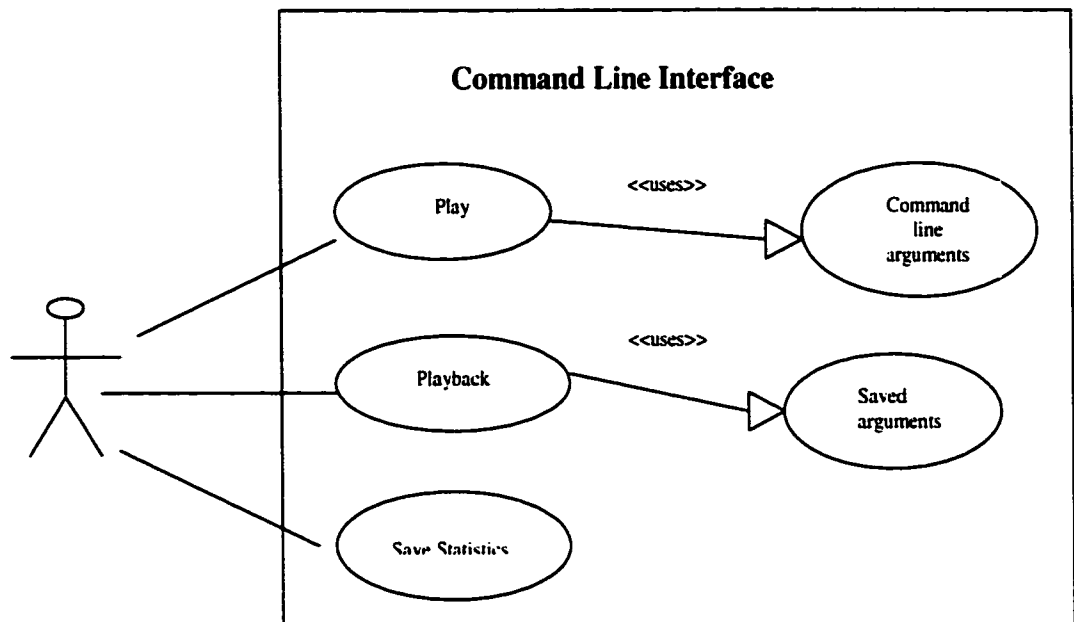 Command Line Interface
Play
<<uses>>
Command
line
arguments
Playback
<<uses>>
Saved
arguments
Save Statistics